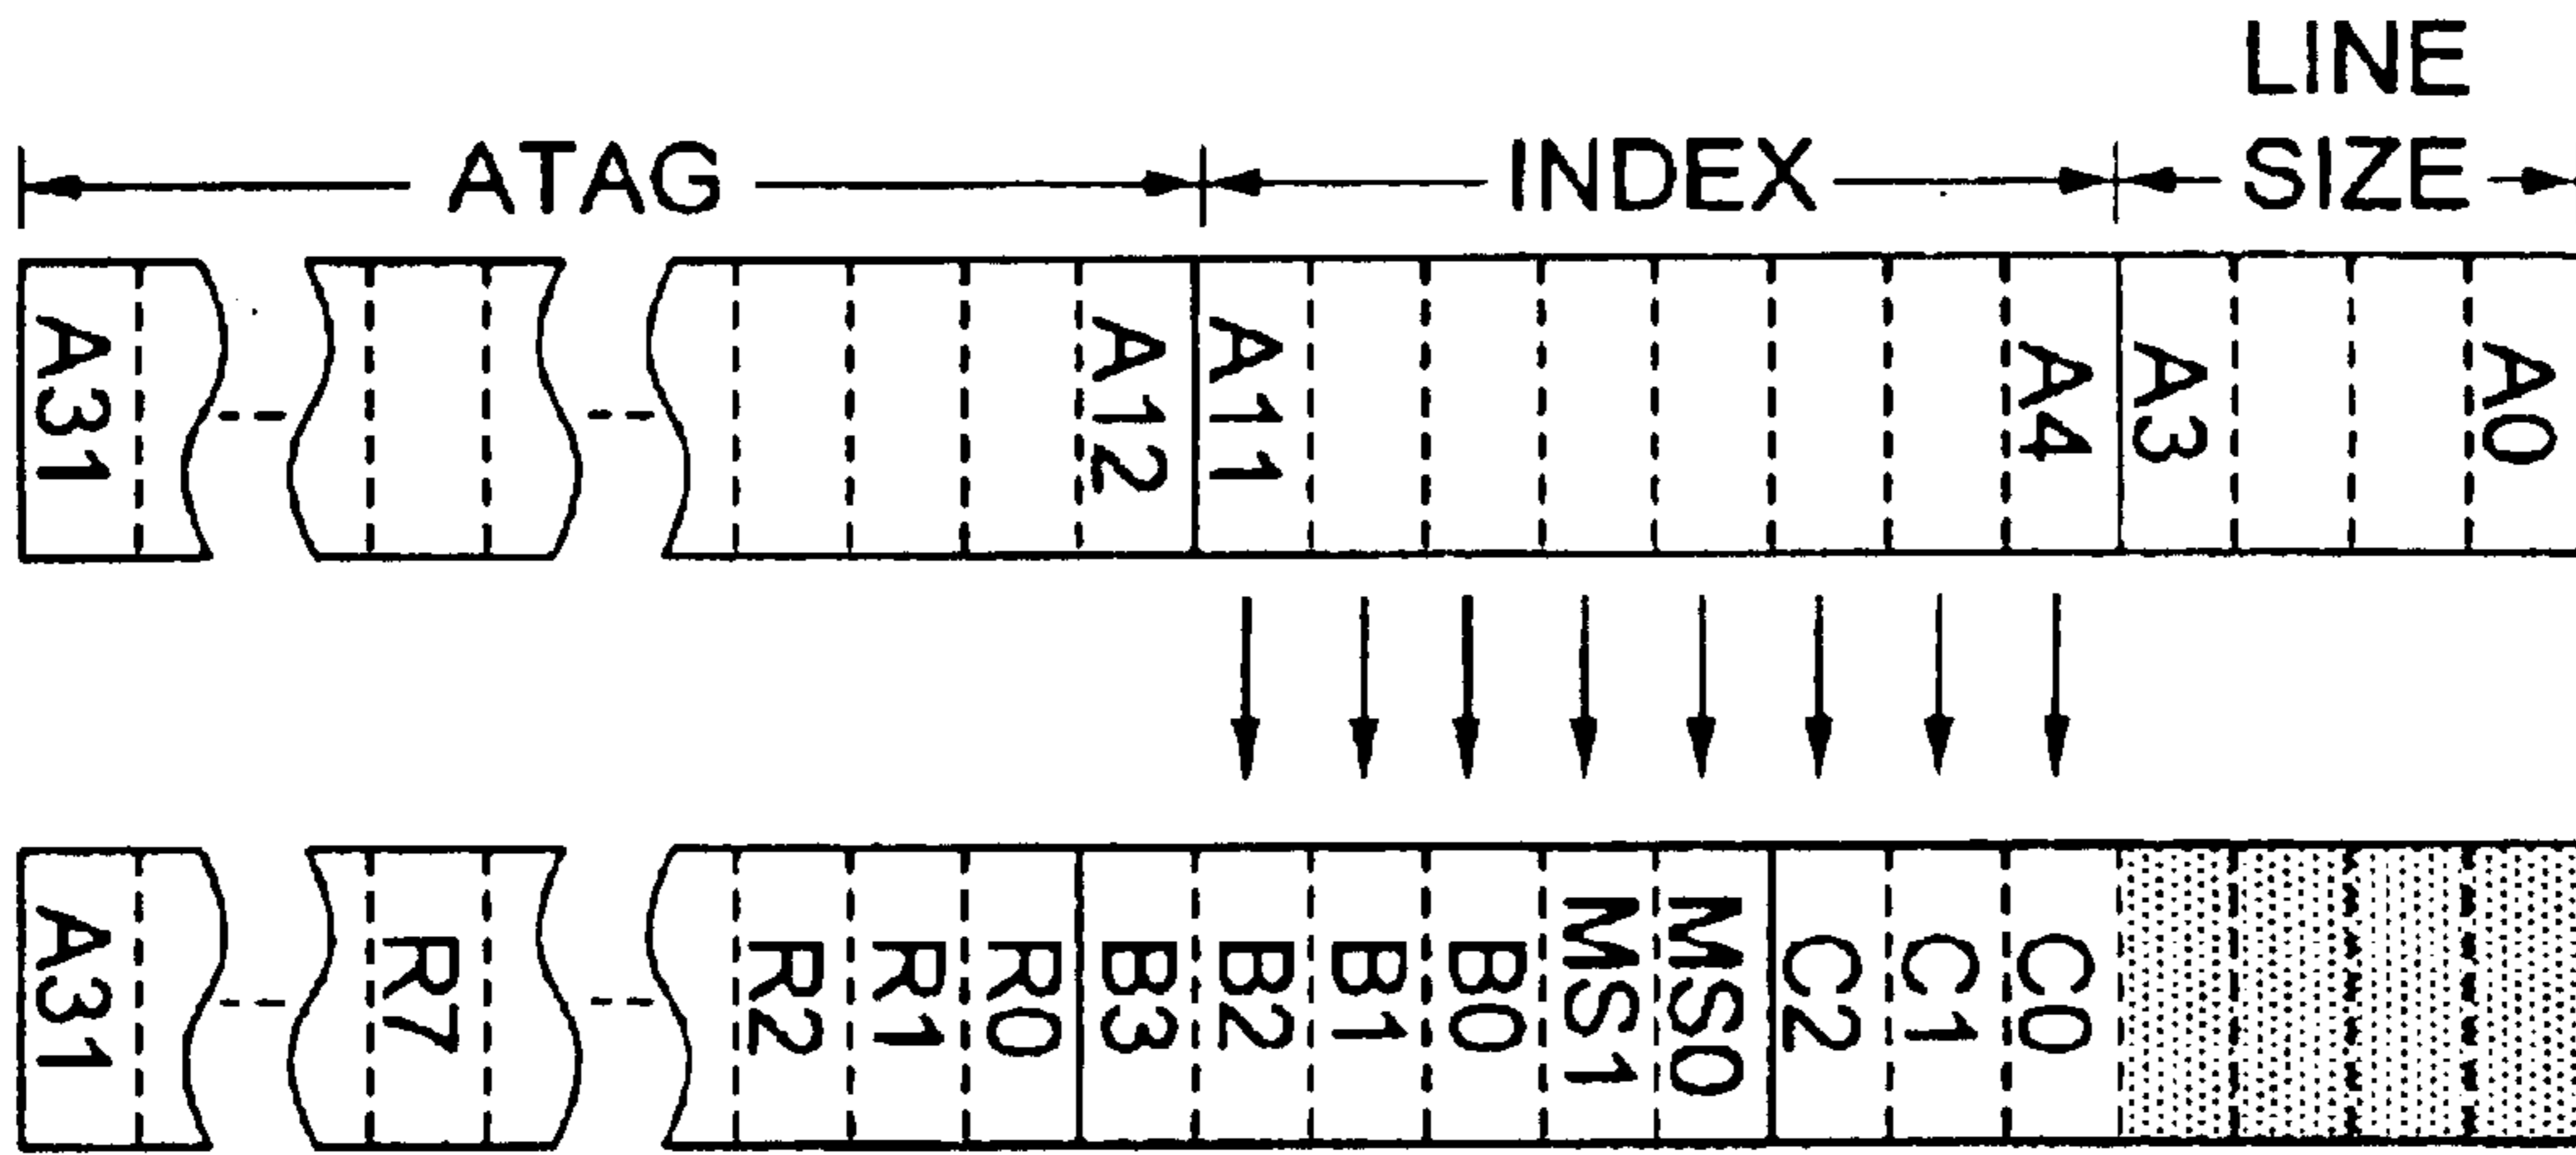 LINE
ATAG INDEX SIZE
A31 A12 A11 A4 A3 A0
A31 R7 R2 R1 R0 B3 B2 B1 B0 MS1 MS0 C2 C1 C0